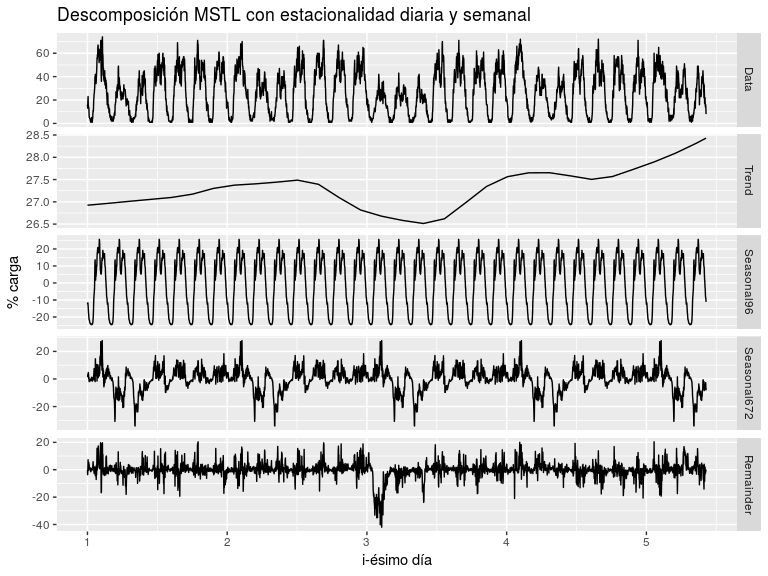 Descomposición MSTL con estacionalidad diaria y semanal
60
40
20
0
Data
28.5
28.0
27.5
27.0
26.5
Trend
20
10
0
-10
-20
Seasonal96
20
0
-20
Seasonal672
20
0
-20
-40
Remainder
% carga
1 2 3 4 5
i-ésimo día